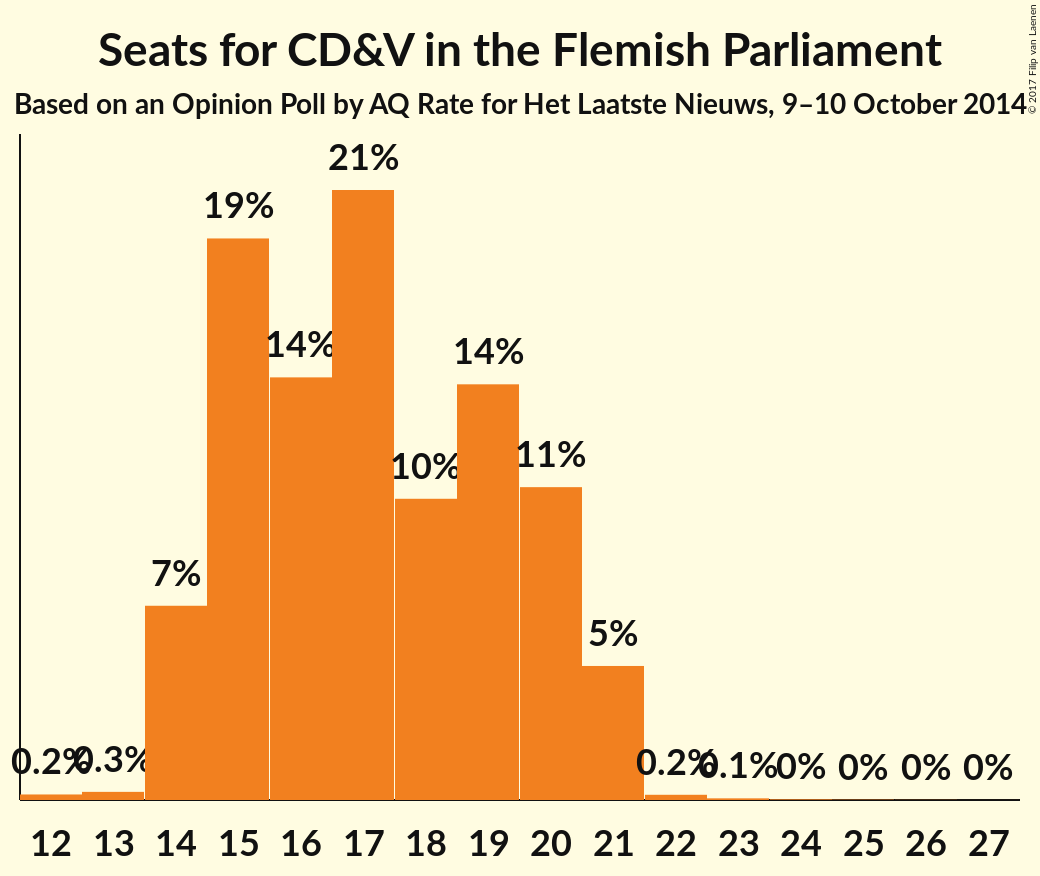 Seats for CD&V in the Flemish Parliament
Based on an Opinion Poll by AQ Rate for Het Laatste Nieuws, 9–10 October 2014
© 2017 Filip van Laenen
0.2% 0.3% 7% 19% 14% 21% 10% 14% 11% 5% 0.2% 0.1% 0% 0% 0% 0%
12 13 14 15 16 17 18 19 20 21 22 23 24 25 26 27